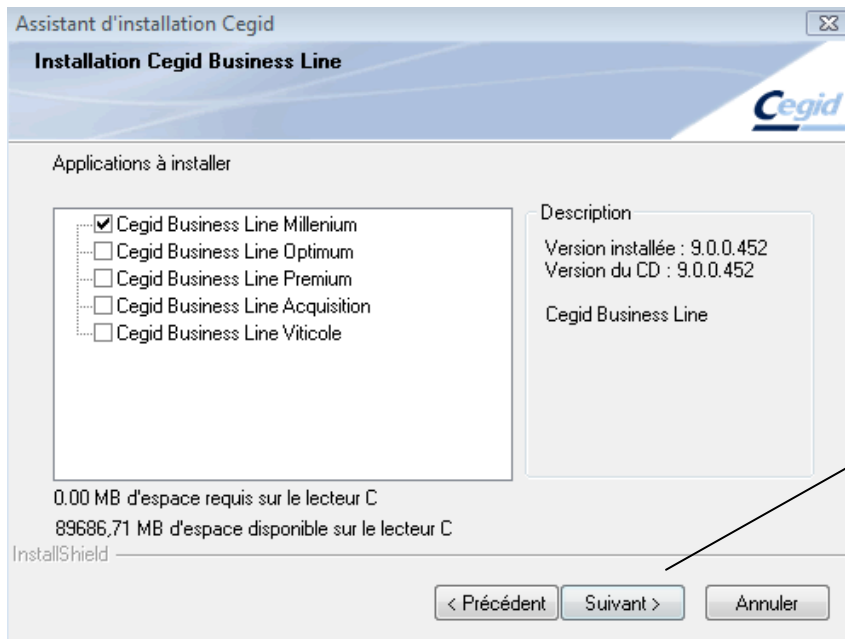 Assistant d'installation Cegid
Installation Cegid Business Line
Cegid
Applications à installer
Cegid Business Line Millenium
Cegid Business Line Optimum
Cegid Business Line Premium
Cegid Business Line Acquisition
Cegid Business Line Viticole
Description
Version installée : 9.0.0.452
Version du CD : 9.0.0.452
Cegid Business Line
0.00 MB d'espace requis sur le lecteur C
89686,71 MB d'espace disponible sur le lecteur C
InstallShield
< Précédent Suivant > Annuler